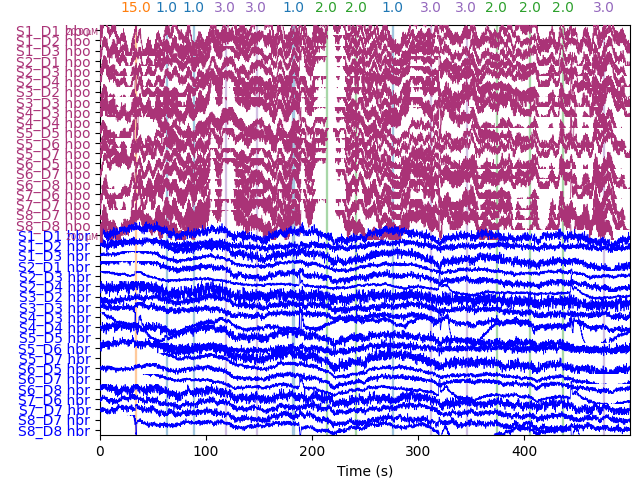 15.0 1.0 1.0 3.0 3.0 1.0 2.0 2.0 1.0 3.0 3.0 2.0 2.0 2.0 3.0
S1_D1 hbo
S1_D2 hbo
S1_D3 hbo
S2_D1 hbo
S2_D3 hbo
S2_D4 hbo
S3_D2 hbo
S3_D3 hbo
S4_D3 hbo
S4_D4 hbo
S5_D5 hbo
S5_D6 hbo
S5_D7 hbo
S6_D5 hbo
S6_D7 hbo
S6_D8 hbo
S7_D6 hbo
S7_D7 hbo
S8_D7 hbo
S8_D8 hbo
S1_D1 hbr
S1_D2 hbr
S1_D3 hbr
S2_D1 hbr
S2_D3 hbr
S2_D4 hbr
S3_D2 hbr
S3_D3 hbr
S4_D3 hbr
S4_D4 hbr
S5_D5 hbr
S5_D6 hbr
S5_D7 hbr
S6_D5 hbr
S6_D7 hbr
S6_D8 hbr
S7_D6 hbr
S7_D7 hbr
S8_D7 hbr
S8_D8 hbr
0 100 200 300 400
Time (s)